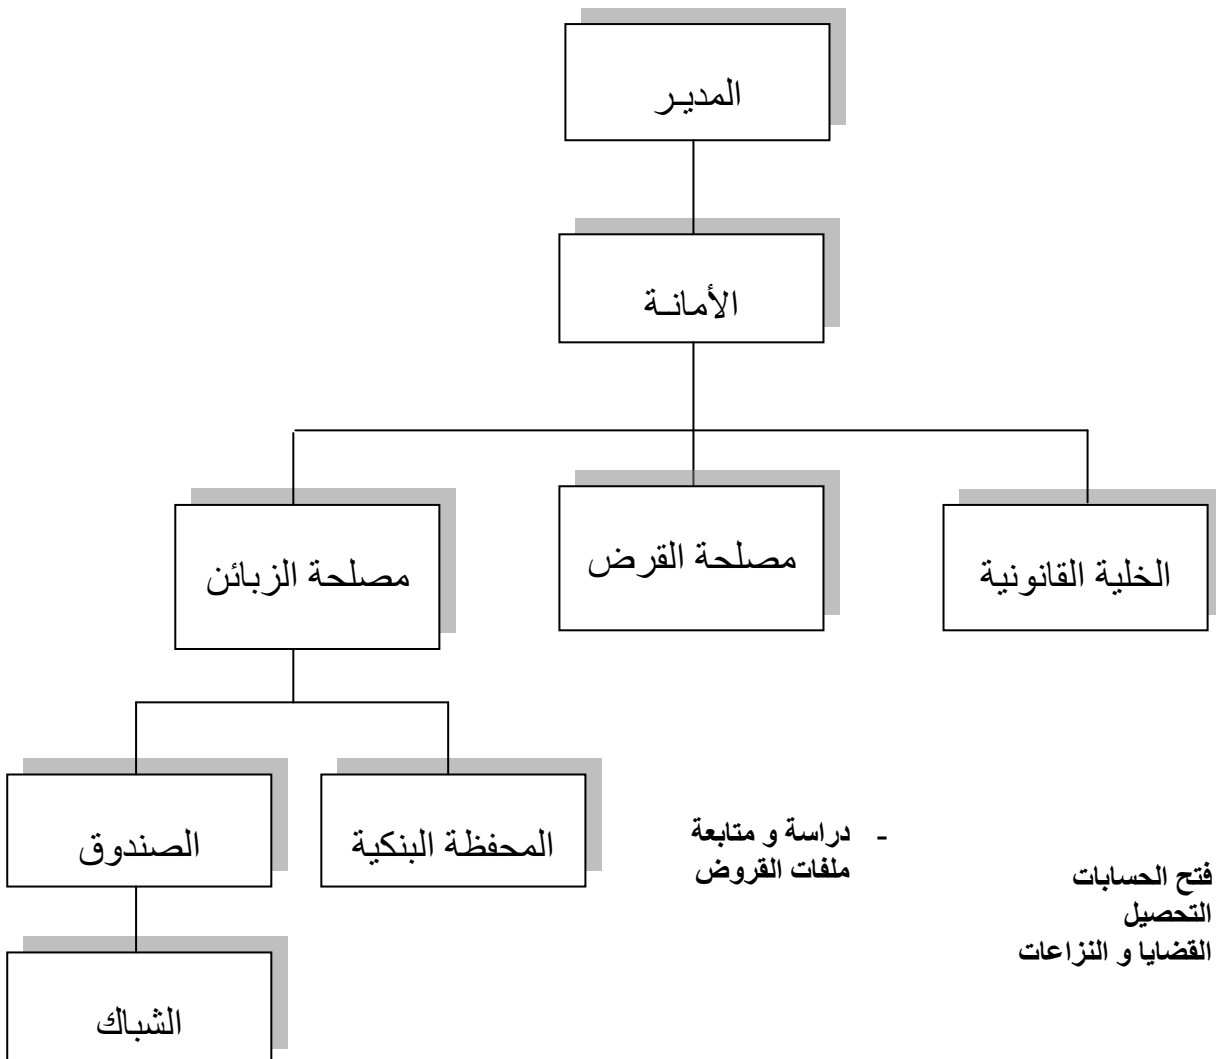 المديـر
الأمانـة
الخلية القانونية
مصلحة القرض
مصلحة الزبائن
المحفظة البنكية
الصندوق
- دراسة و متابعة
ملفات القروض
فتح الحسابات
التحصيل
القضايا و النزاعات
الشباك